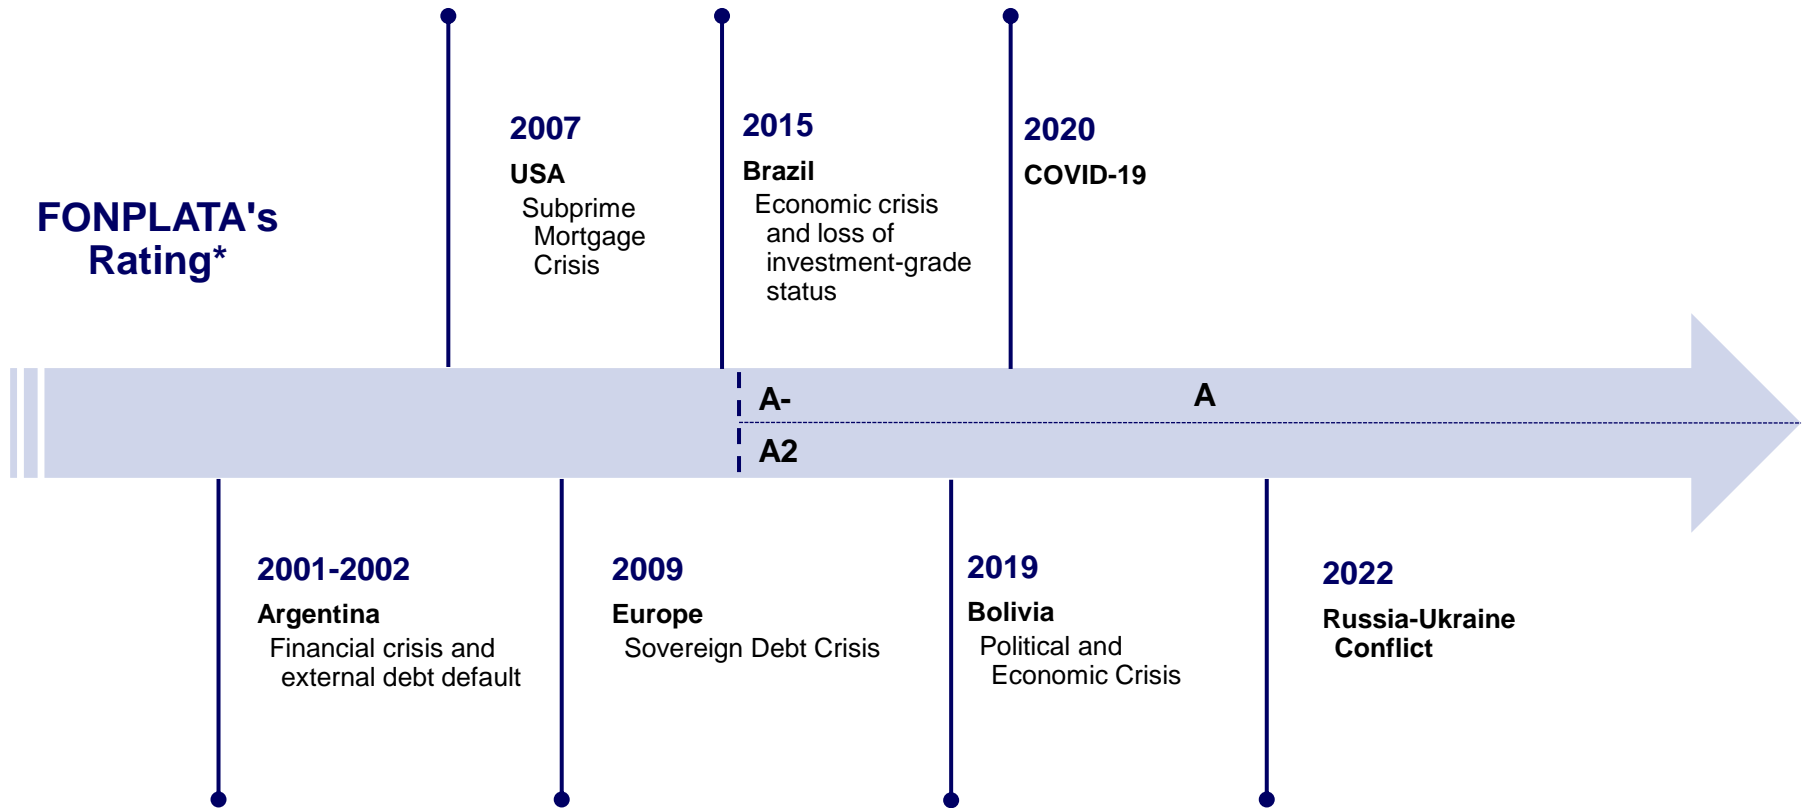 FONPLATA's
Rating*
2007
USA
Subprime
Mortgage
Crisis
2015
Brazil
Economic crisis
and loss of
investment-grade
status
2020
COVID-19
A-
A
A2
2001-2002
Argentina
Financial crisis and
external debt default
2009
Europe
Sovereign Debt Crisis
2019
Bolivia
Political and
Economic Crisis
2022
Russia-Ukraine
Conflict